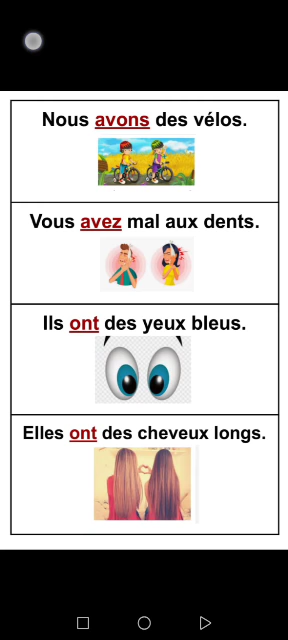 Nous avons des vélos.
Vous avez mal aux dents.
Ils ont des yeux bleus.
Elles ont des cheveux longs.